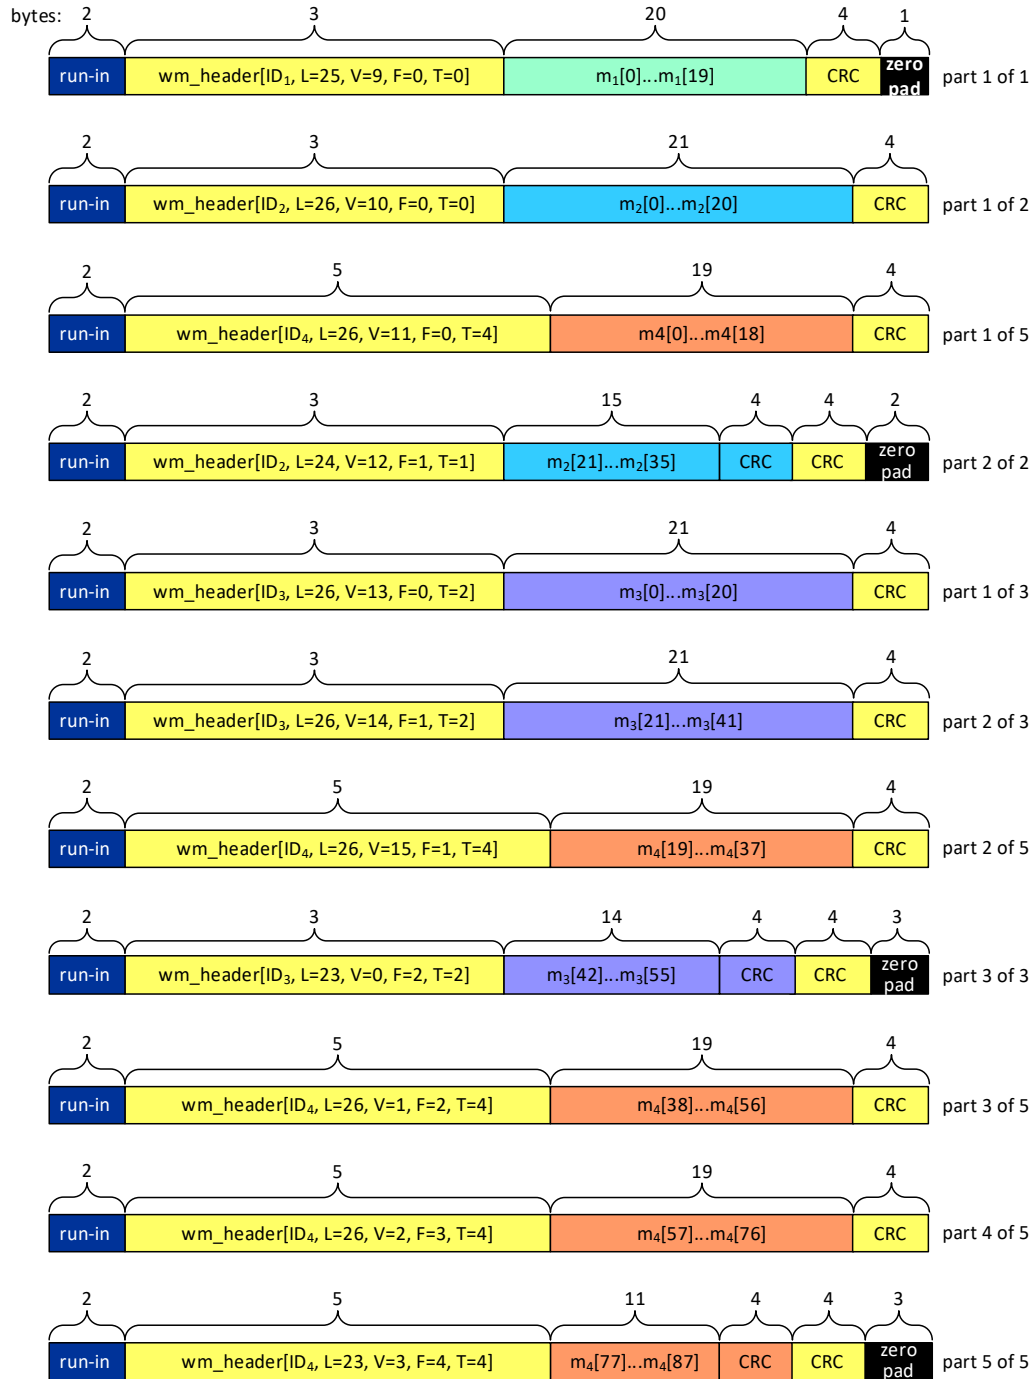 bytes: 2 3 20 4 1
run-in wm_header[ID₁, L=25, V=9, F=0, T=0] m₁[0]...m₁[19] CRC zero pad part 1 of 1
2 3 21 4
run-in wm_header[ID₂, L=26, V=10, F=0, T=0] m₂[0]...m₂[20] CRC part 1 of 2
2 5 19 4
run-in wm_header[ID₄, L=26, V=11, F=0, T=4] m4[0]...m4[18] CRC part 1 of 5
2 3 15 4 4 2
run-in wm_header[ID₂, L=24, V=12, F=1, T=1] m₂[21]...m₂[35] CRC CRC zero pad part 2 of 2
2 3 21 4
run-in wm_header[ID₃, L=26, V=13, F=0, T=2] m₃[0]...m₃[20] CRC part 1 of 3
2 3 21 4
run-in wm_header[ID₃, L=26, V=14, F=1, T=2] m₃[21]...m₃[41] CRC part 2 of 3
2 5 19 4
run-in wm_header[ID₄, L=26, V=15, F=1, T=4] m₄[19]...m₄[37] CRC part 2 of 5
2 3 14 4 4 3
run-in wm_header[ID₃, L=23, V=0, F=2, T=2] m₃[42]...m₃[55] CRC CRC zero pad part 3 of 3
2 5 19 4
run-in wm_header[ID₄, L=26, V=1, F=2, T=4] m₄[38]...m₄[56] CRC part 3 of 5
2 5 19 4
run-in wm_header[ID₄, L=26, V=2, F=3, T=4] m₄[57]...m₄[76] CRC part 4 of 5
2 5 11 4 4 3
run-in wm_header[ID₄, L=23, V=3, F=4, T=4] m₄[77]...m₄[87] CRC CRC zero pad part 5 of 5